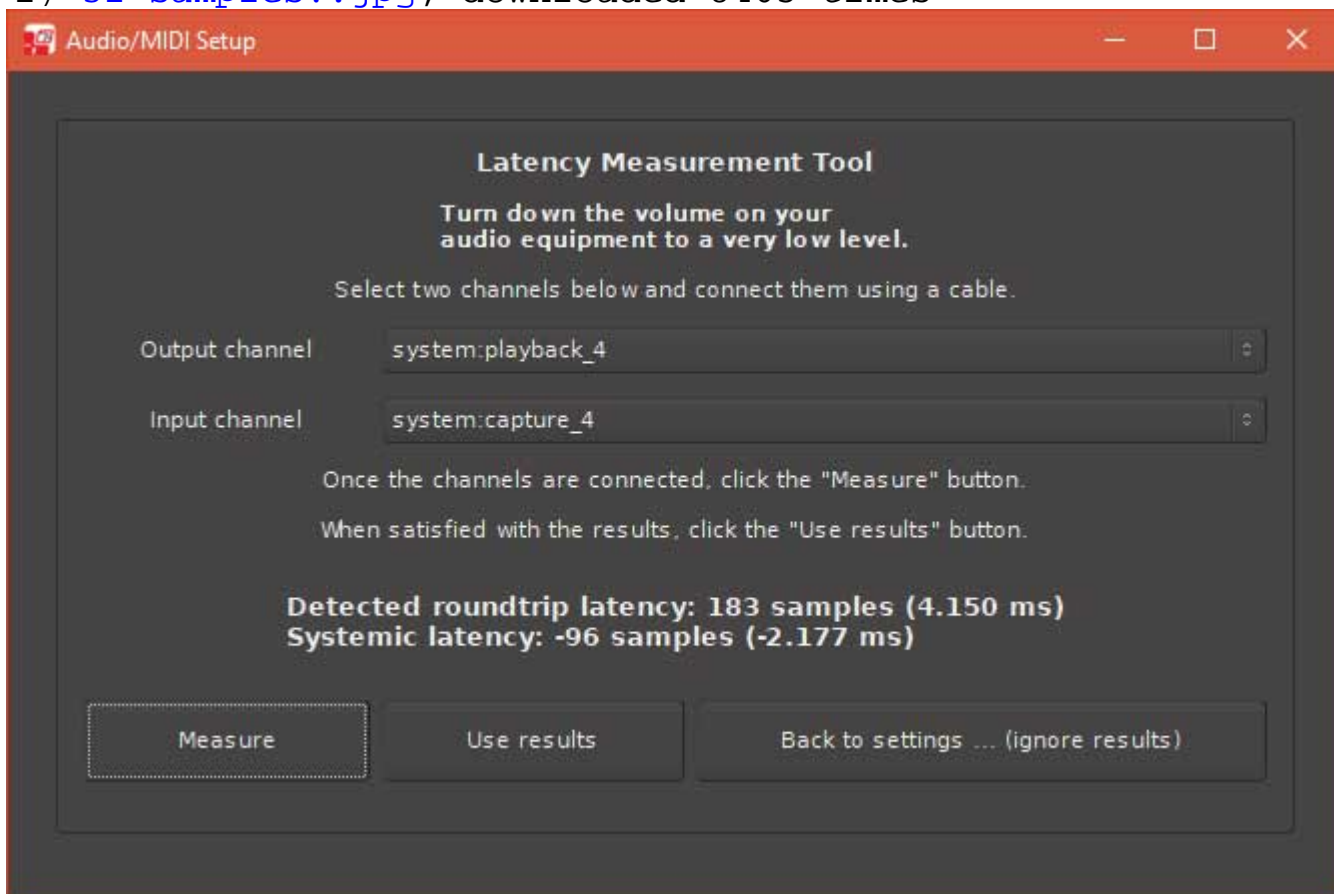 Audio/MIDI Setup
Latency Measurement Tool
Turn down the volume on your
audio equipment to a very low level.
Select two channels below and connect them using a cable.
Output channel system:playback_4
Input channel system:capture_4
Once the channels are connected, click the "Measure" button.
When satisfied with the results, click the "Use results" button.
Detected roundtrip latency: 183 samples (4.150 ms)
Systemic latency: -96 samples (-2.177 ms)
Measure Use results Back to settings ... (ignore results)